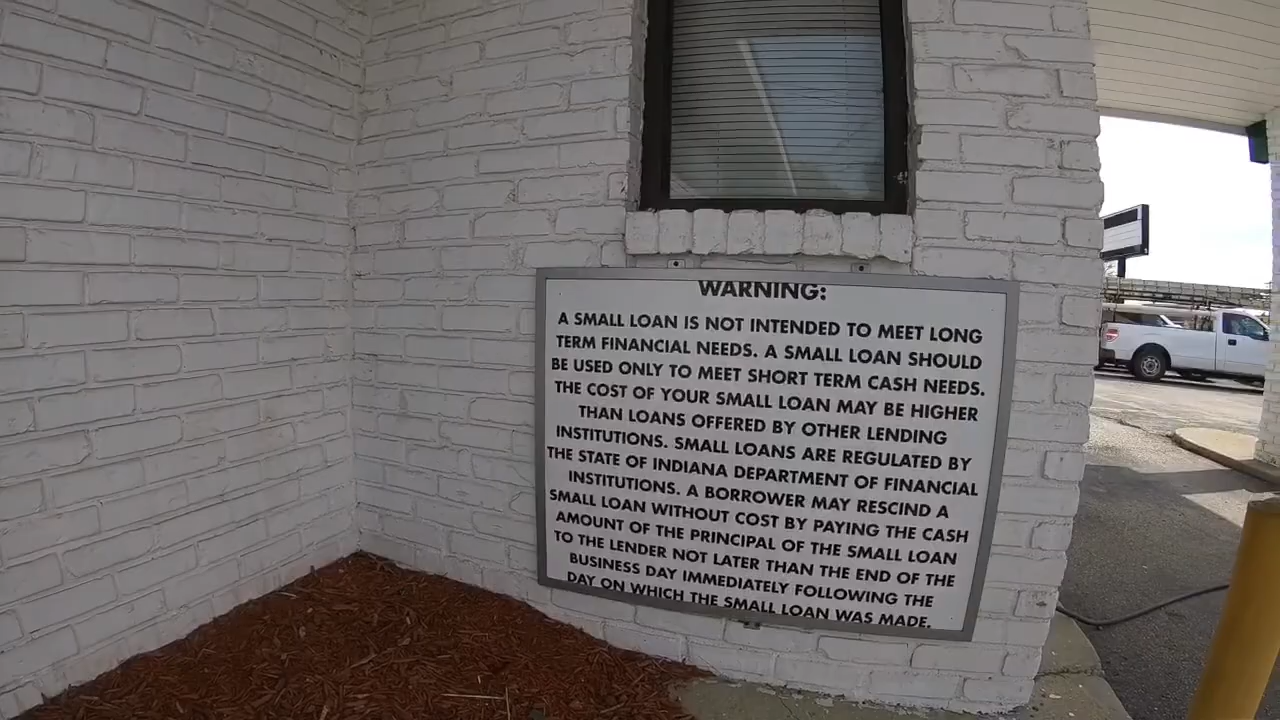 WARNING:
A SMALL LOAN IS NOT INTENDED TO MEET LONG
TERM FINANCIAL NEEDS. A SMALL LOAN SHOULD
BE USED ONLY TO MEET SHORT TERM CASH NEEDS.
THE COST OF YOUR SMALL LOAN MAY BE HIGHER
THAN LOANS OFFERED BY OTHER LENDING
INSTITUTIONS. SMALL LOANS ARE REGULATED BY
THE STATE OF INDIANA DEPARTMENT OF FINANCIAL
INSTITUTIONS. A BORROWER MAY RESCIND A
SMALL LOAN WITHOUT COST BY PAYING THE CASH
AMOUNT OF THE PRINCIPAL OF THE SMALL LOAN
TO THE LENDER NOT LATER THAN THE END OF THE
BUSINESS DAY IMMEDIATELY FOLLOWING THE
DAY ON WHICH THE SMALL LOAN WAS MADE.